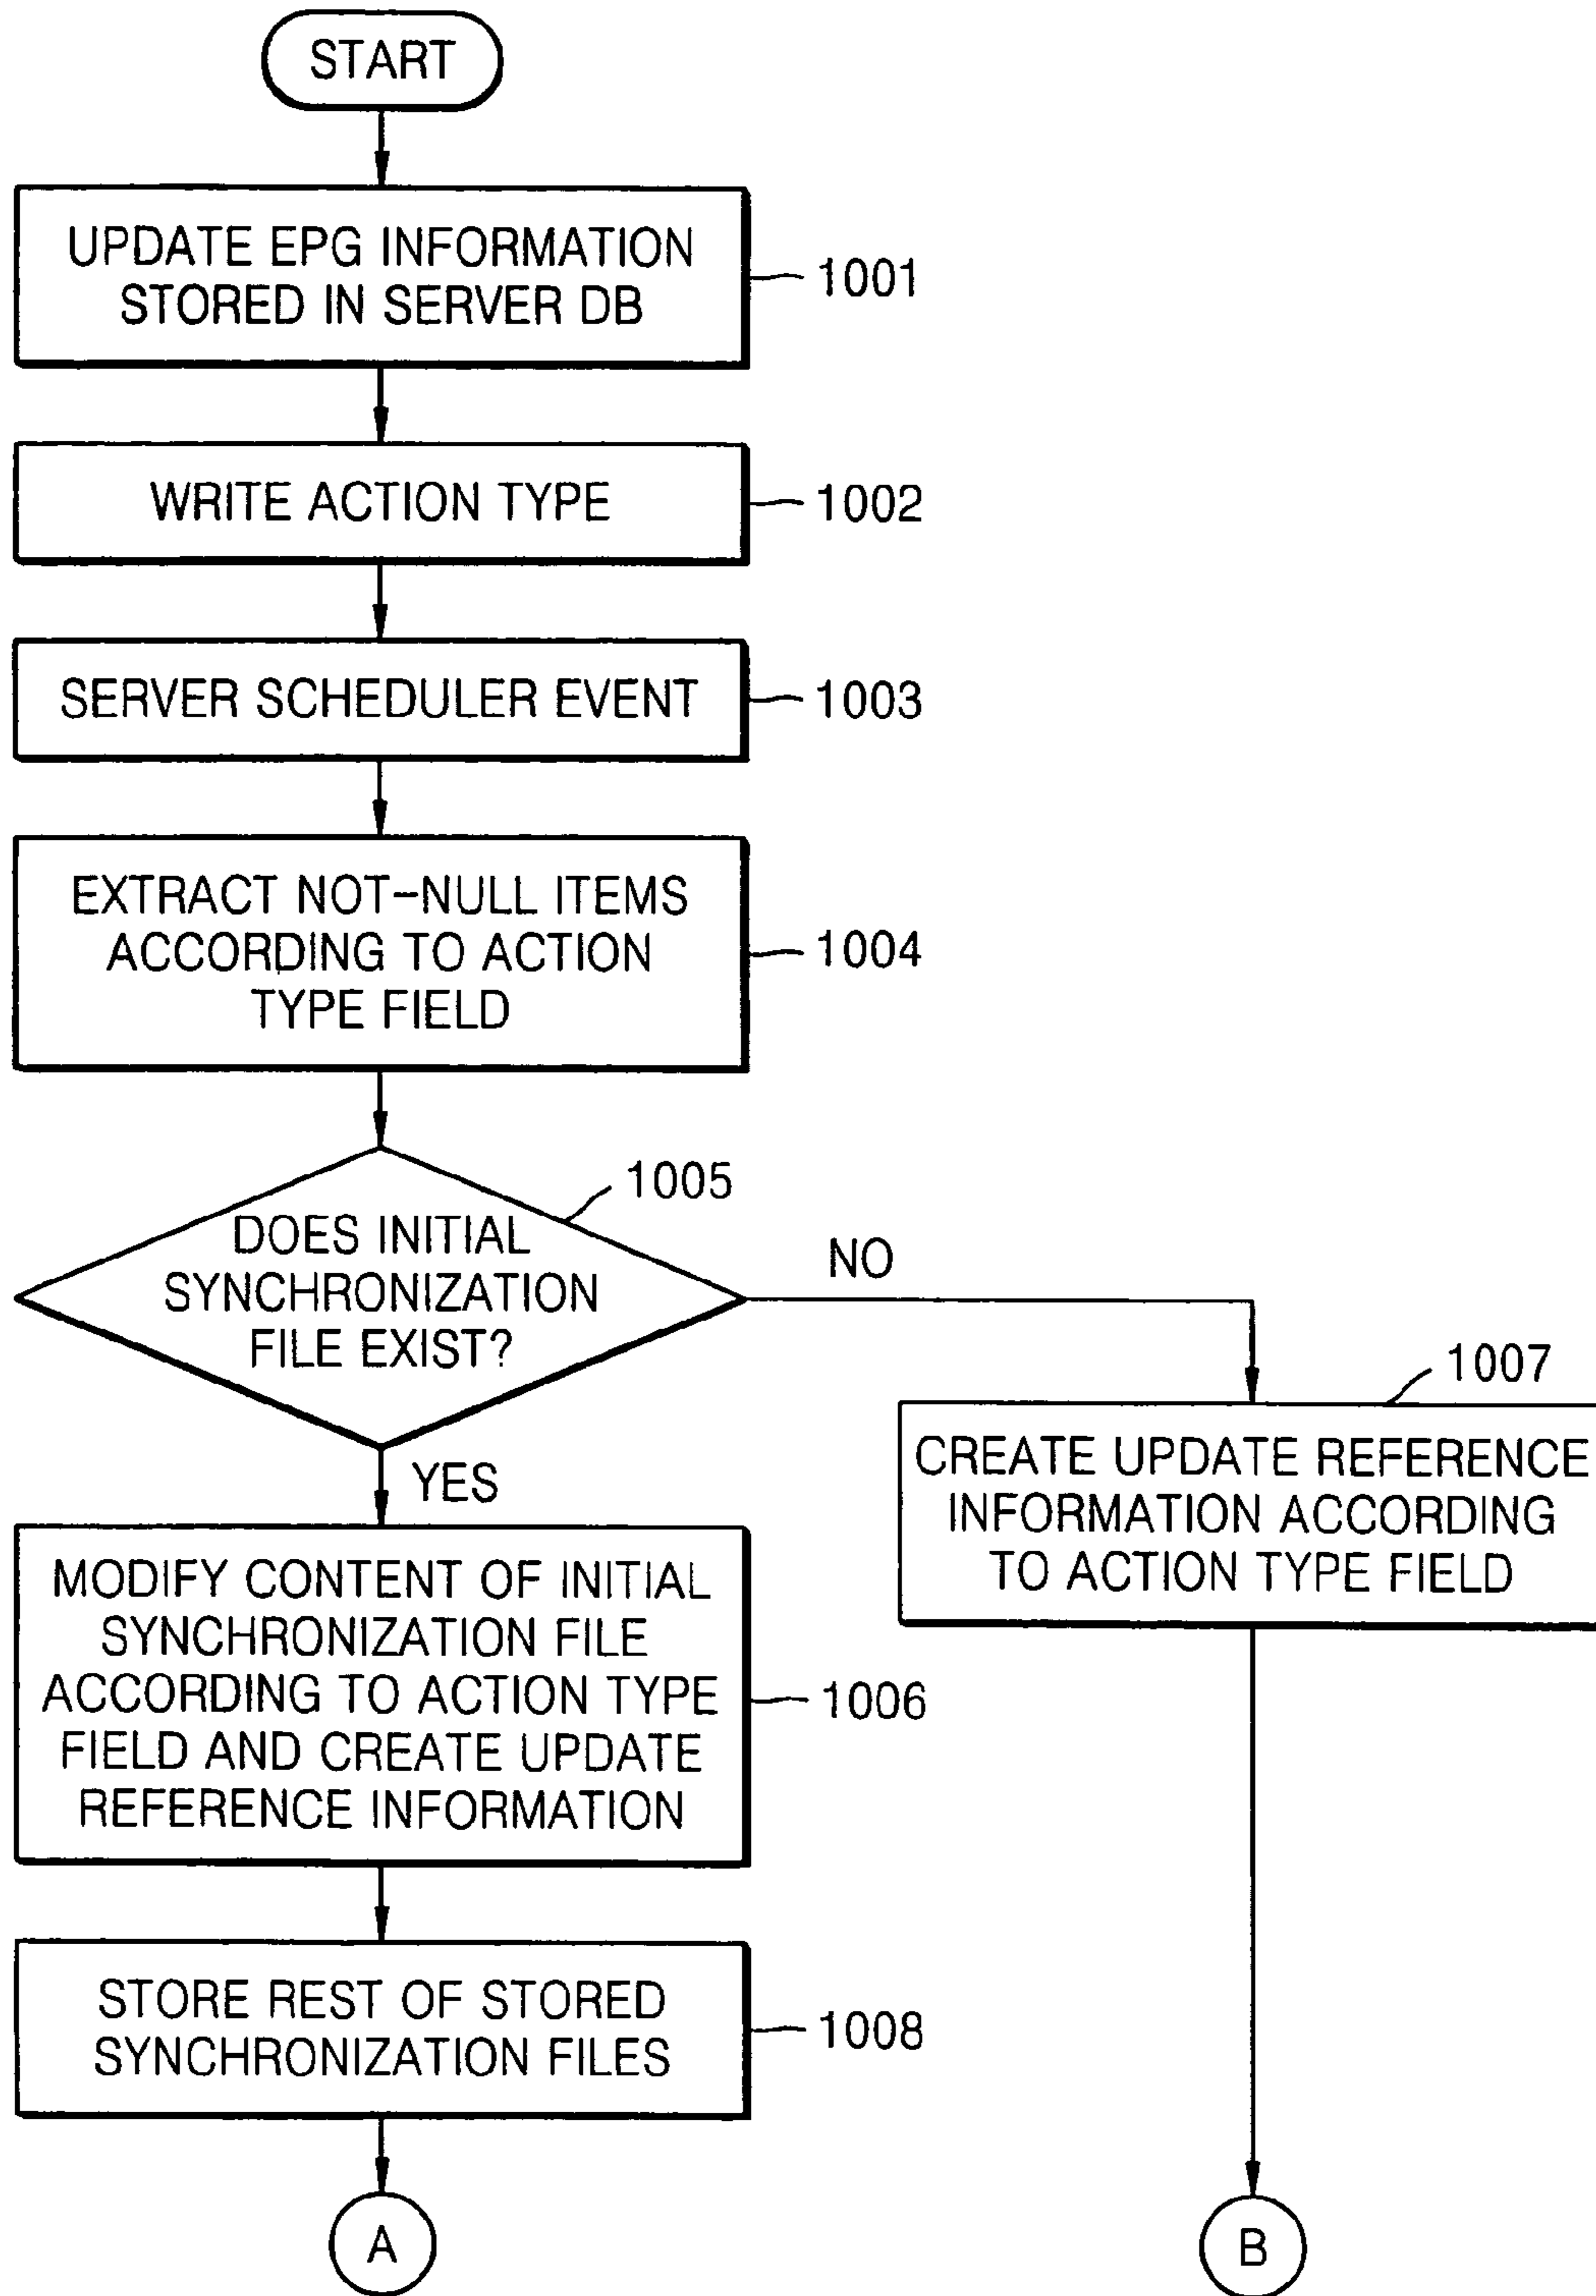 START
UPDATE EPG INFORMATION
STORED IN SERVER DB
1001
WRITE ACTION TYPE
1002
SERVER SCHEDULER EVENT
1003
EXTRACT NOT-NULL ITEMS
ACCORDING TO ACTION
TYPE FIELD
1004
1005
DOES INITIAL
SYNCHRONIZATION
FILE EXIST?
NO
YES
1007
CREATE UPDATE REFERENCE
INFORMATION ACCORDING
TO ACTION TYPE FIELD
MODIFY CONTENT OF INITIAL
SYNCHRONIZATION FILE
ACCORDING TO ACTION TYPE
FIELD AND CREATE UPDATE
REFERENCE INFORMATION
1006
STORE REST OF STORED
SYNCHRONIZATION FILES
1008
A
B